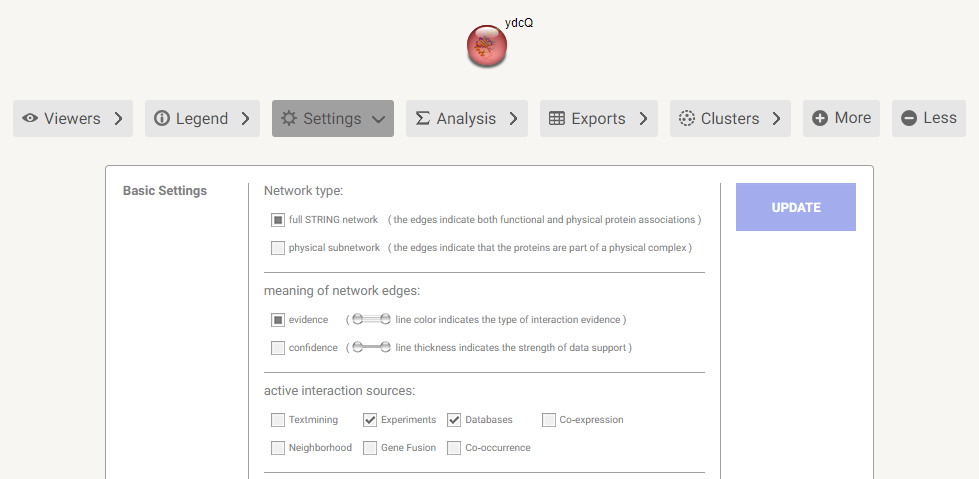 ydcQ
Viewers Legend Settings Analysis Exports Clusters More Less
Basic Settings
Network type:
full STRING network ( the edges indicate both functional and physical protein associations )
physical subnetwork ( the edges indicate that the proteins are part of a physical complex )
UPDATE
meaning of network edges:
evidence ( line color indicates the type of interaction evidence )
confidence ( line thickness indicates the strength of data support )
active interaction sources:
Textmining Experiments Databases Co-expression
Neighborhood Gene Fusion Co-occurrence